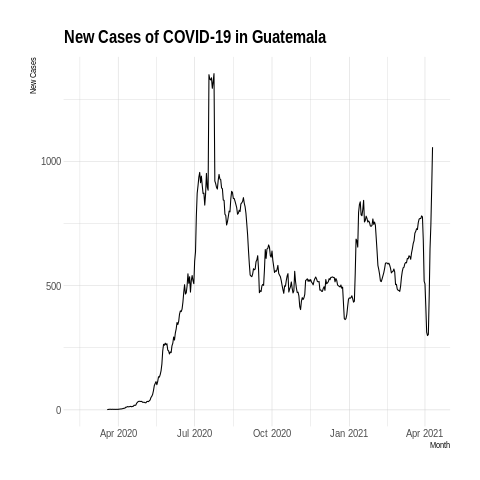 New Cases of COVID-19 in Guatemala
New Cases
1000
500
0
Apr 2020 Jul 2020 Oct 2020 Jan 2021 Apr 2021
Month